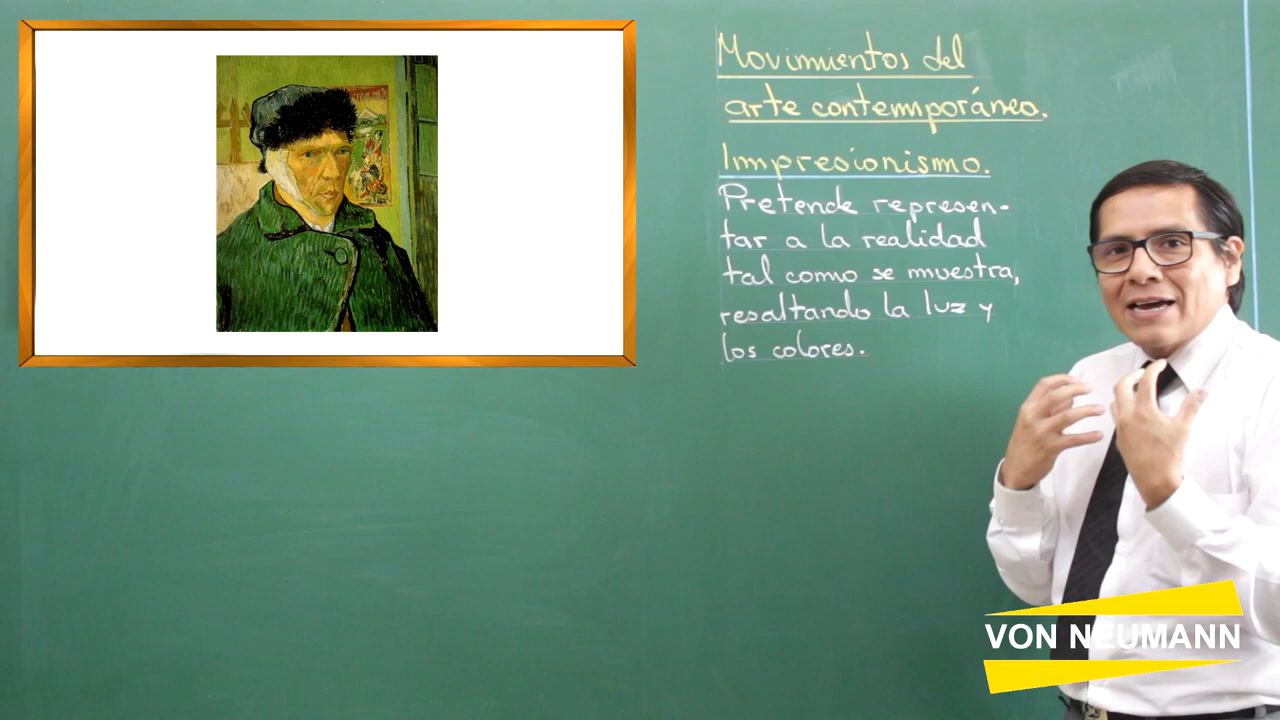 Movimientos del
arte contemporáneo.
Impresionismo.
Pretende represen-
tar a la realidad
tal como se muestra,
resaltando la luz y
los colores.
VON NEUMANN